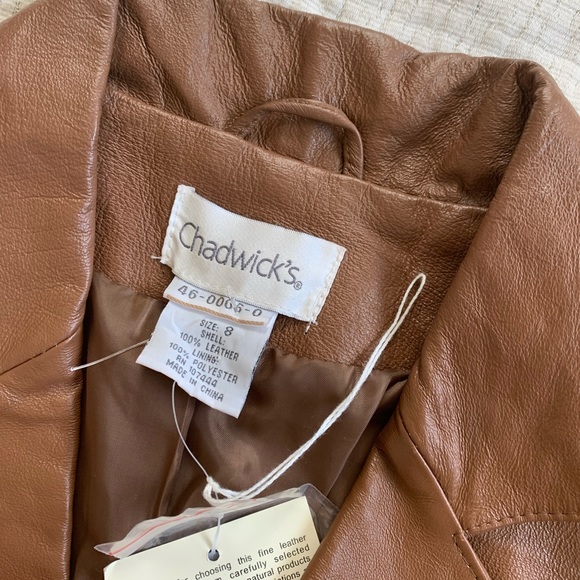 Chadwick's®
46-0006-0
SIZE: 8
SHELL:
100% LEATHER
LINING:
100% POLYESTER
RN 107444
MADE IN CHINA
choosing this fine leather
carefully selected
natural products